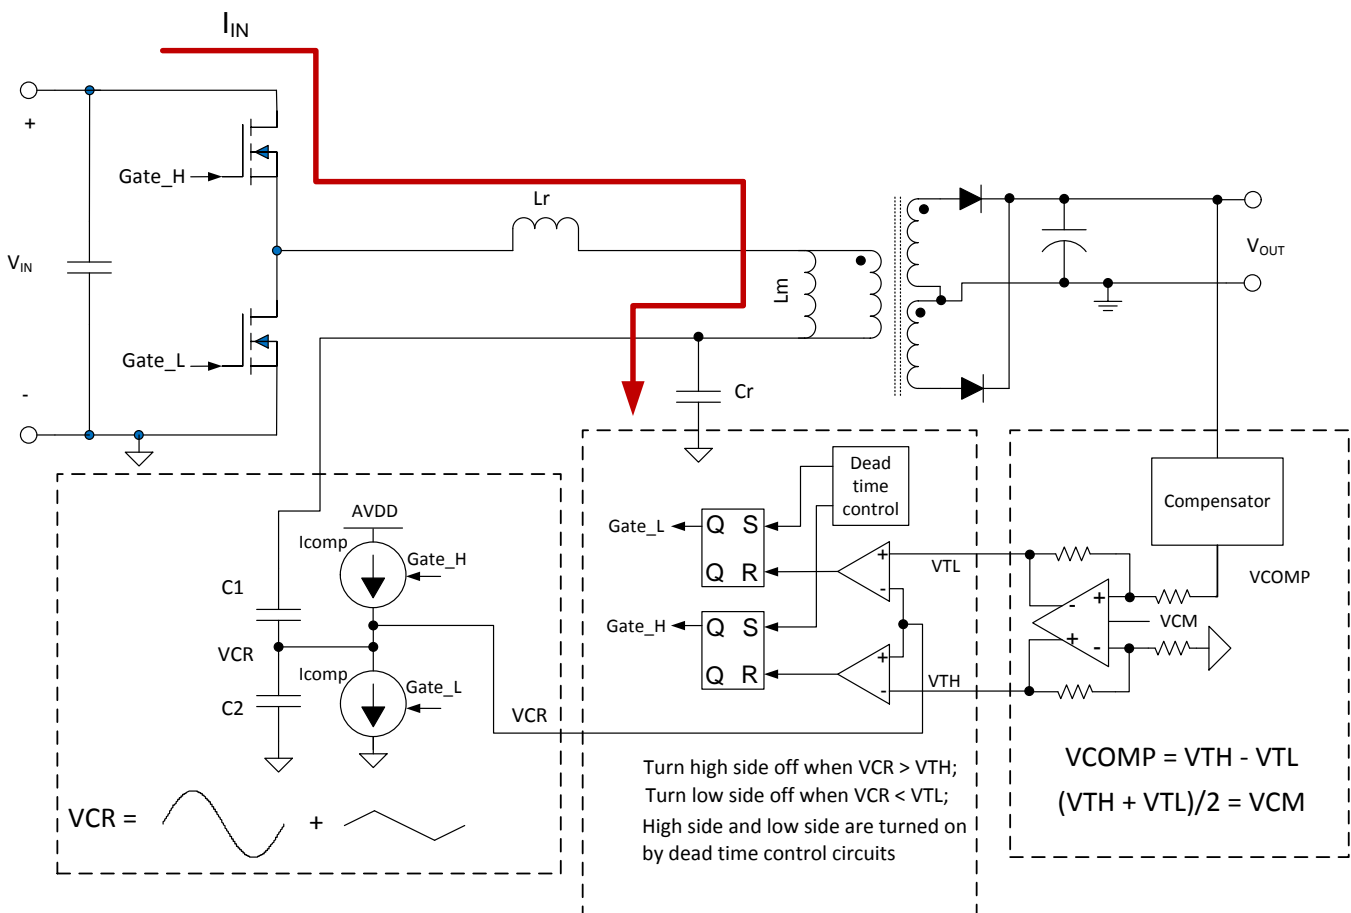 I_IN
+
Gate_H
Lr
V_IN
Lm
V_OUT
Gate_L
-
Cr
Dead
time
control
Compensator
AVDD
Icomp
Gate_H
Gate_L
Q S
Q R
VTL
VCOMP
C1
+
-
+
-
VCM
VCR
Gate_H
Q S
Q R
-
+
+
-
VTH
Icomp
Gate_L
C2
VCR
Turn high side off when VCR > VTH;
Turn low side off when VCR < VTL;
High side and low side are turned on
by dead time control circuits
VCOMP = VTH - VTL
(VTH + VTL)/2 = VCM
VCR = +